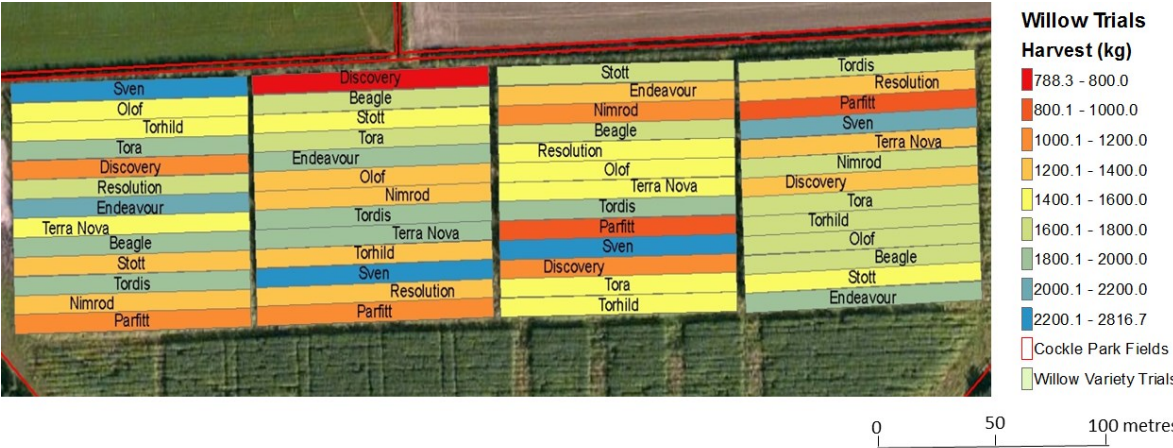 Sven
Olof
Torhild
Tora
Discovery
Resolution
Endeavour
Terra Nova
Beagle
Stott
Tordis
Nimrod
Parfitt
Discovery
Beagle
Stott
Tora
Endeavour
Olof
Nimrod
Tordis
Terra Nova
Torhild
Sven
Resolution
Parfitt
Stott
Endeavour
Nimrod
Beagle
Resolution
Olof
Terra Nova
Tordis
Parfitt
Sven
Discovery
Tora
Torhild
Tordis
Resolution
Parfitt
Sven
Terra Nova
Nimrod
Discovery
Tora
Torhild
Olof
Beagle
Stott
Endeavour
Willow Trials
Harvest (kg)
788.3 - 800.0
800.1 - 1000.0
1000.1 - 1200.0
1200.1 - 1400.0
1400.1 - 1600.0
1600.1 - 1800.0
1800.1 - 2000.0
2000.1 - 2200.0
2200.1 - 2816.7
Cockle Park Fields
Willow Variety Trials
0 50 100 metres